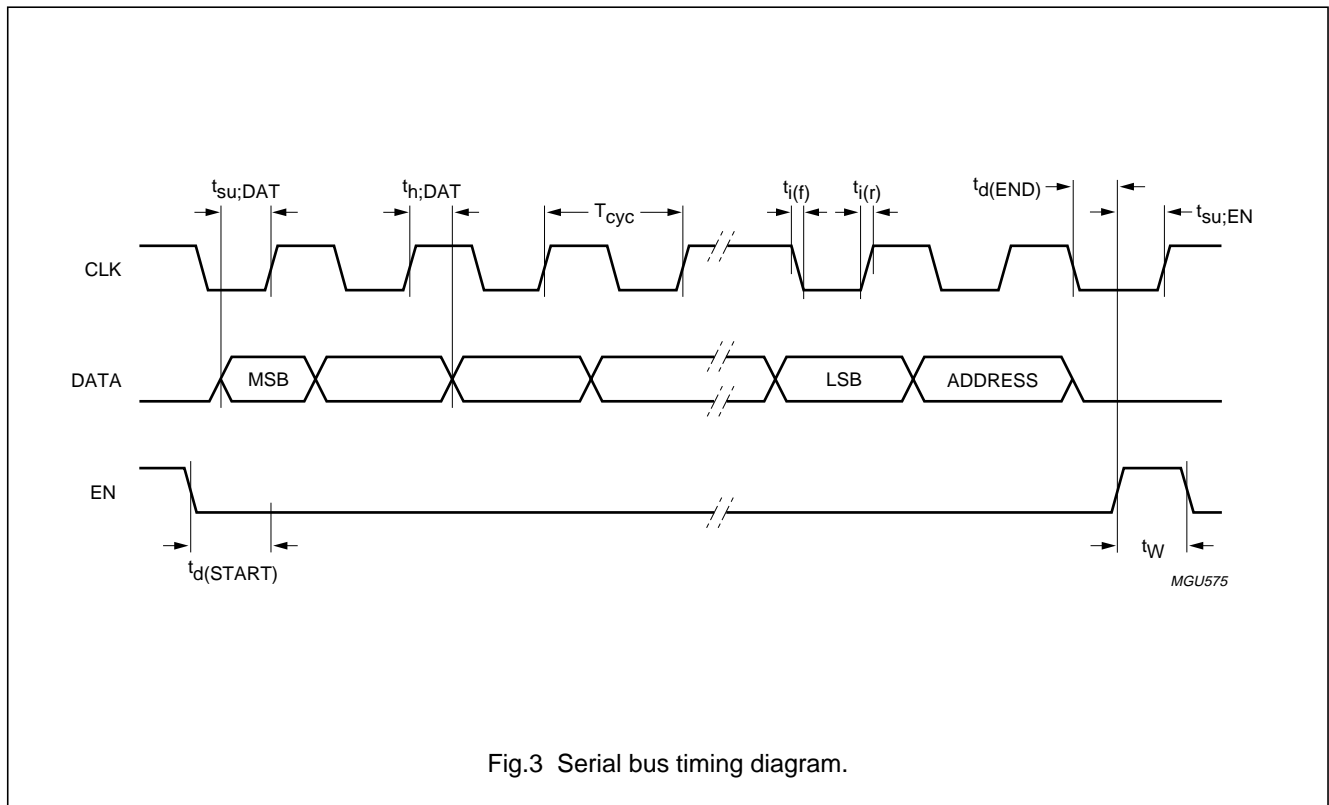 tsu;DAT
th;DAT
Tcyc
ti(f)
ti(r)
td(END)
tsu;EN
CLK
DATA
MSB
LSB
ADDRESS
EN
td(START)
tW
MGU575
Fig.3 Serial bus timing diagram.